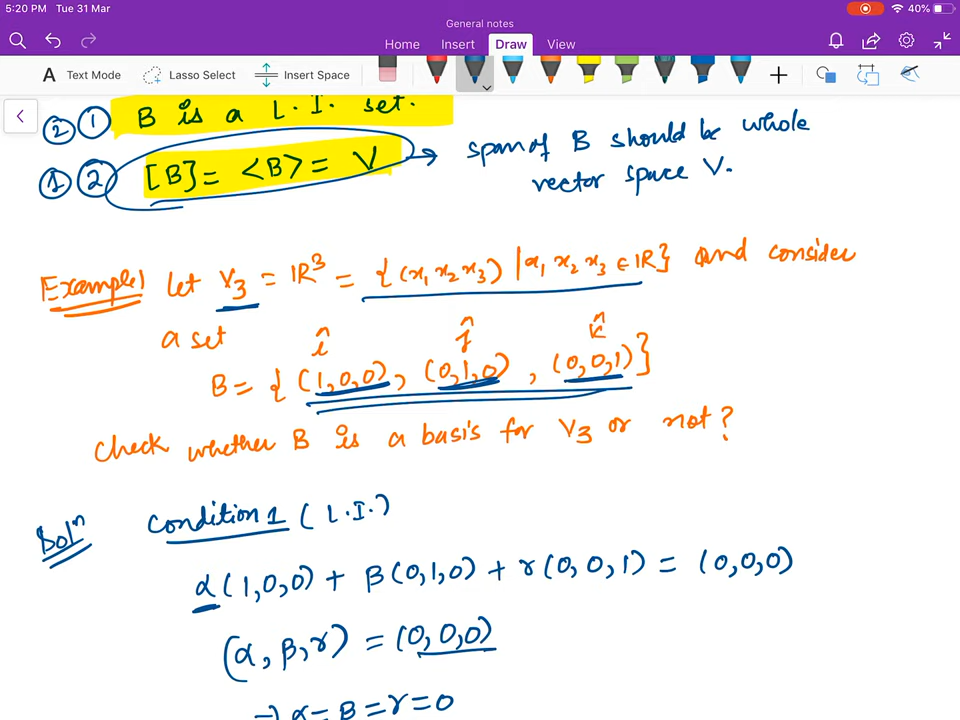 5:20 PM Tue 31 Mar
40%
General notes
Home Insert Draw View
A Text Mode Lasso Select Insert Space
② ① B is a L.I. set.
① ② [B] = <B> = V → span of B should be whole
vector space V.
Example) Let V₃ = IR³ = {(x₁ x₂ x₃) | x₁ x₂ x₃ ∈ IR} and consider
a set î ĵ k̂
B = { (1,0,0), (0,1,0), (0,0,1)}
Check whether B is a basis for V₃ or not?
Solⁿ Condition 1 (L.I.)
α(1,0,0) + β(0,1,0) + γ(0,0,1) = (0,0,0)
(α, β, γ) = (0,0,0)
⇒ α = β = γ = 0